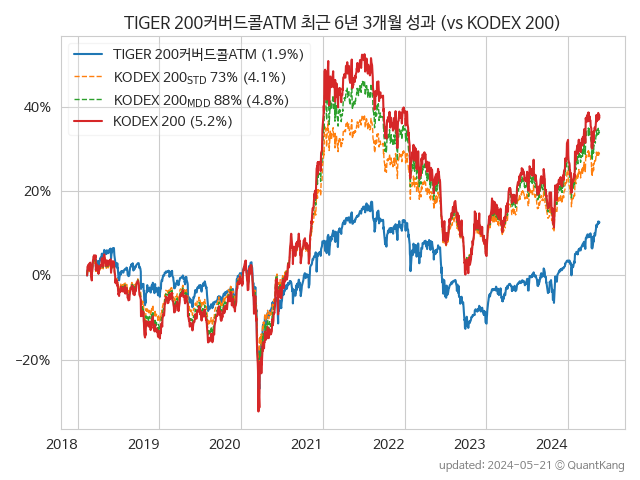 TIGER 200커버드콜ATM 최근 6년 3개월 성과 (vs KODEX 200)
TIGER 200커버드콜ATM (1.9%)
KODEX 200STD 73% (4.1%)
KODEX 200MDD 88% (4.8%)
KODEX 200 (5.2%)
40%
20%
0%
−20%
2018 2019 2020 2021 2022 2023 2024
updated: 2024-05-21 © QuantKang